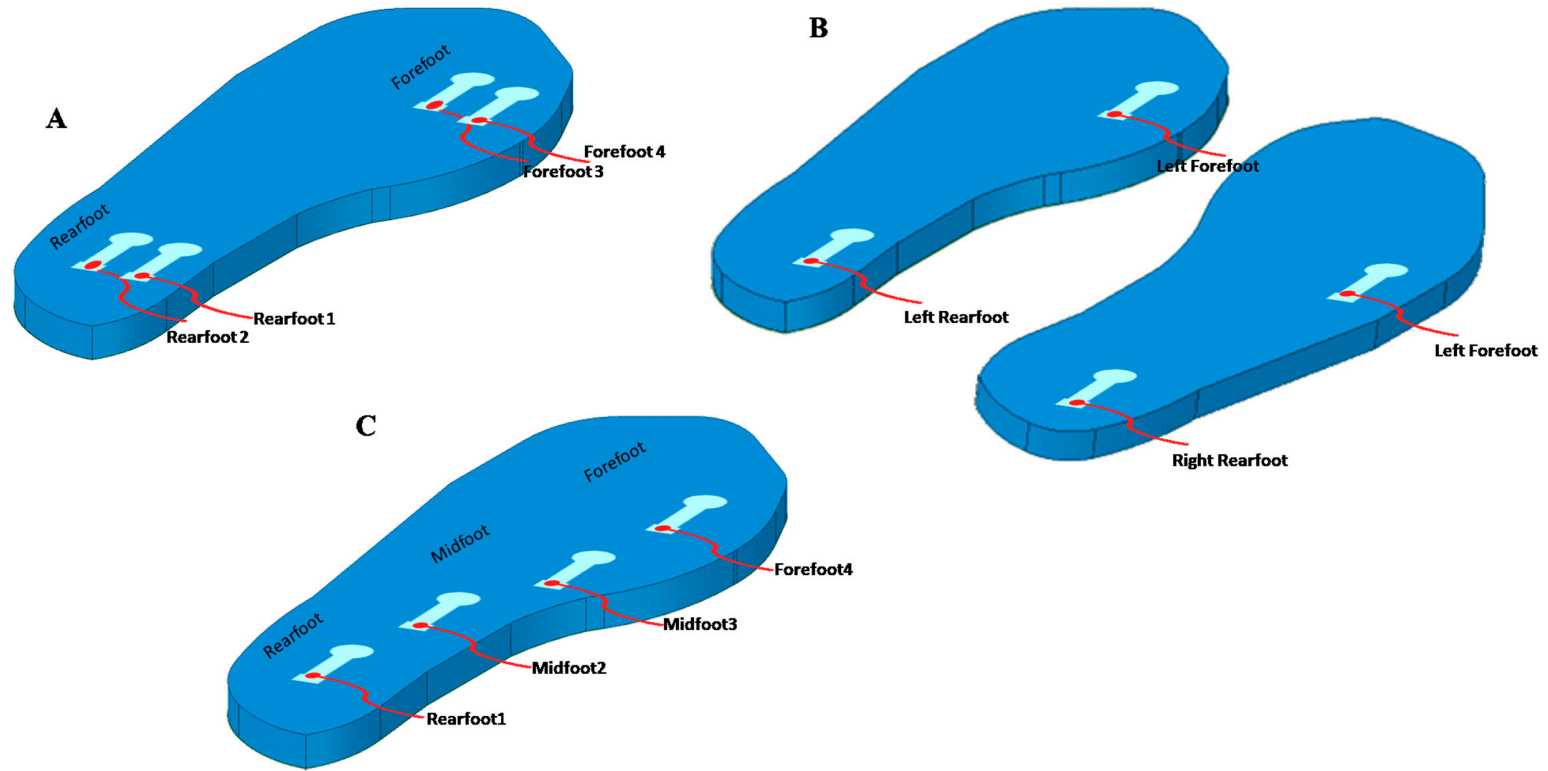 A
Forefoot
Forefoot 4
Forefoot 3
Rearfoot
Rearfoot 1
Rearfoot 2
B
Left Forefoot
Left Rearfoot
Left Forefoot
Right Rearfoot
C
Forefoot
Midfoot
Rearfoot
Forefoot4
Midfoot3
Midfoot2
Rearfoot1